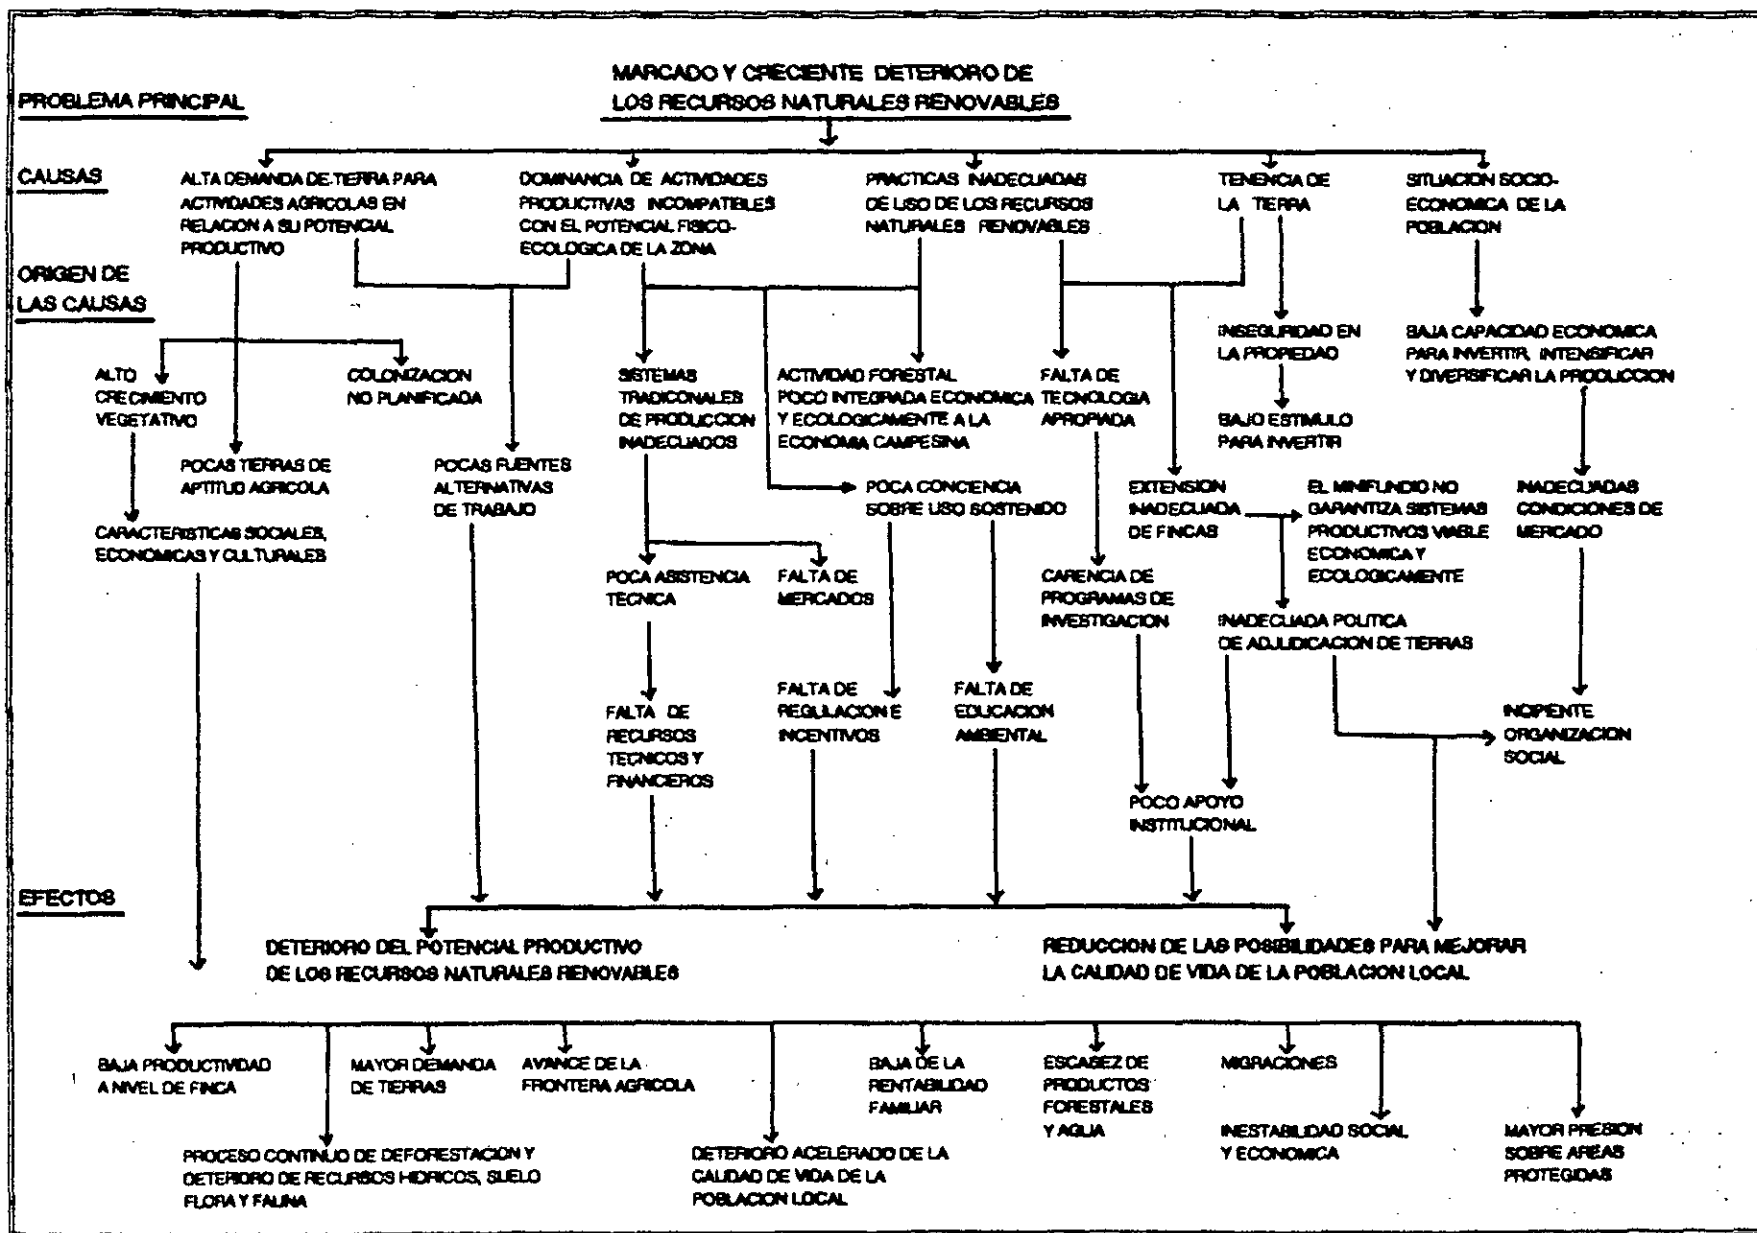 MARCADO Y CRECIENTE DETERIORO DE
LOS RECURSOS NATURALES RENOVABLES
PROBLEMA PRINCIPAL
CAUSAS
ALTA DEMANDA DE TIERRA PARA
ACTIVIDADES AGRICOLAS EN
RELACION A SU POTENCIAL
PRODUCTIVO
DOMINANCIA DE ACTIVIDADES
PRODUCTIVAS INCOMPATIBLES
CON EL POTENCIAL FISICO-
ECOLOGICA DE LA ZONA
PRACTICAS INADECUADAS
DE USO DE LOS RECURSOS
NATURALES RENOVABLES
TENENCIA DE
LA TIERRA
SITUACION SOCIO-
ECONOMICA DE LA
POBLACION
ORIGEN DE
LAS CAUSAS
ALTO
CRECIMIENTO
VEGETATIVO
COLONIZACION
NO PLANIFICADA
SISTEMAS
TRADICONALES
DE PRODUCCION
INADECUADOS
ACTIVIDAD FORESTAL
POCO INTEGRADA ECONOMICA
Y ECOLOGICAMENTE A LA
ECONOMIA CAMPESINA
FALTA DE
TECNOLOGIA
APROPIADA
INSEGURIDAD EN
LA PROPIEDAD
BAJO ESTIMULO
PARA INVERTIR
BAJA CAPACIDAD ECONOMICA
PARA INVERTIR, INTENSIFICAR
Y DIVERSIFICAR LA PRODUCCION
POCAS TIERRAS DE
APTITUD AGRICOLA
POCAS FUENTES
ALTERNATIVAS
DE TRABAJO
POCA CONCIENCIA
SOBRE USO SOSTENIDO
EXTENSION
INADECUADA
DE FINCAS
EL MINIFUNDIO NO
GARANTIZA SISTEMAS
PRODUCTIVOS VIABLE
ECONOMICA Y
ECOLOGICAMENTE
INADECUADAS
CONDICIONES DE
MERCADO
CARACTERISTICAS SOCIALES,
ECONOMICAS Y CULTURALES
POCA ASISTENCIA
TECNICA
FALTA DE
MERCADOS
CARENCIA DE
PROGRAMAS DE
INVESTIGACION
INADECUADA POLITICA
DE ADJUDICACION DE TIERRAS
FALTA DE
RECURSOS
TECNICOS Y
FINANCIEROS
FALTA DE
REGULACION E
INCENTIVOS
FALTA DE
EDUCACION
AMBIENTAL
INCIPIENTE
ORGANIZACION
SOCIAL
POCO APOYO
INSTITUCIONAL
EFECTOS
DETERIORO DEL POTENCIAL PRODUCTIVO
DE LOS RECURSOS NATURALES RENOVABLES
REDUCCION DE LAS POSIBILIDADES PARA MEJORAR
LA CALIDAD DE VIDA DE LA POBLACION LOCAL
BAJA PRODUCTIVIDAD
A NIVEL DE FINCA
MAYOR DEMANDA
DE TIERRAS
AVANCE DE LA
FRONTERA AGRICOLA
BAJA DE LA
RENTABILIDAD
FAMILIAR
ESCASEZ DE
PRODUCTOS
FORESTALES
Y AGUA
MIGRACIONES
PROCESO CONTINUO DE DEFORESTACION Y
DETERIORO DE RECURSOS HIDRICOS, SUELO
FLORA Y FAUNA
DETERIORO ACELERADO DE LA
CALIDAD DE VIDA DE LA
POBLACION LOCAL
INESTABILIDAD SOCIAL
Y ECONOMICA
MAYOR PRESION
SOBRE AREAS
PROTEGIDAS